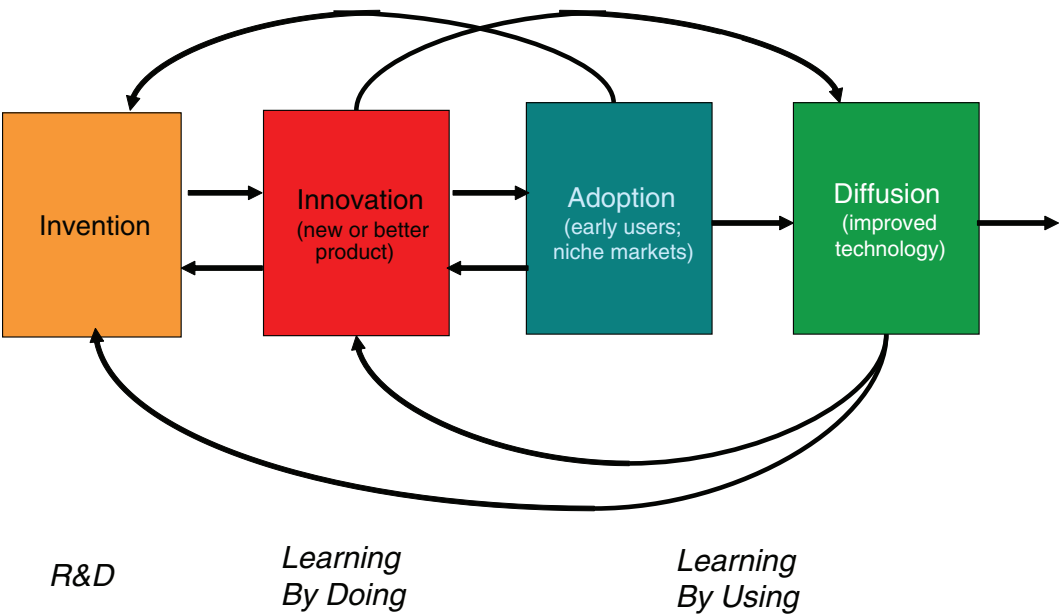 Invention
Innovation
(new or better
product)
Adoption
(early users;
niche markets)
Diffusion
(improved
technology)
R&D
Learning
By Doing
Learning
By Using